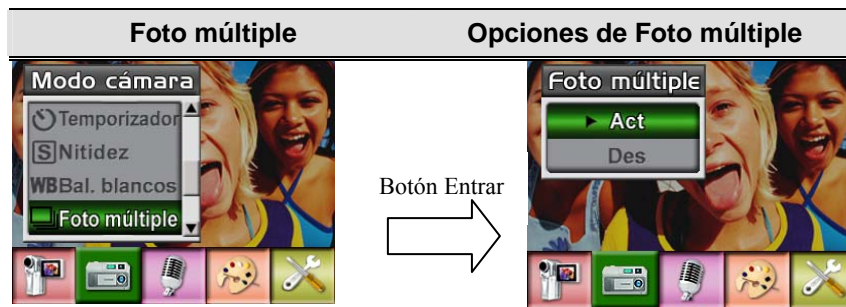 Foto múltiple
Opciones de Foto múltiple
Modo cámara
Temporizador
S Nitidez
WB Bal. blancos
Foto múltiple
Botón Entrar
Foto múltiple
Act
Des